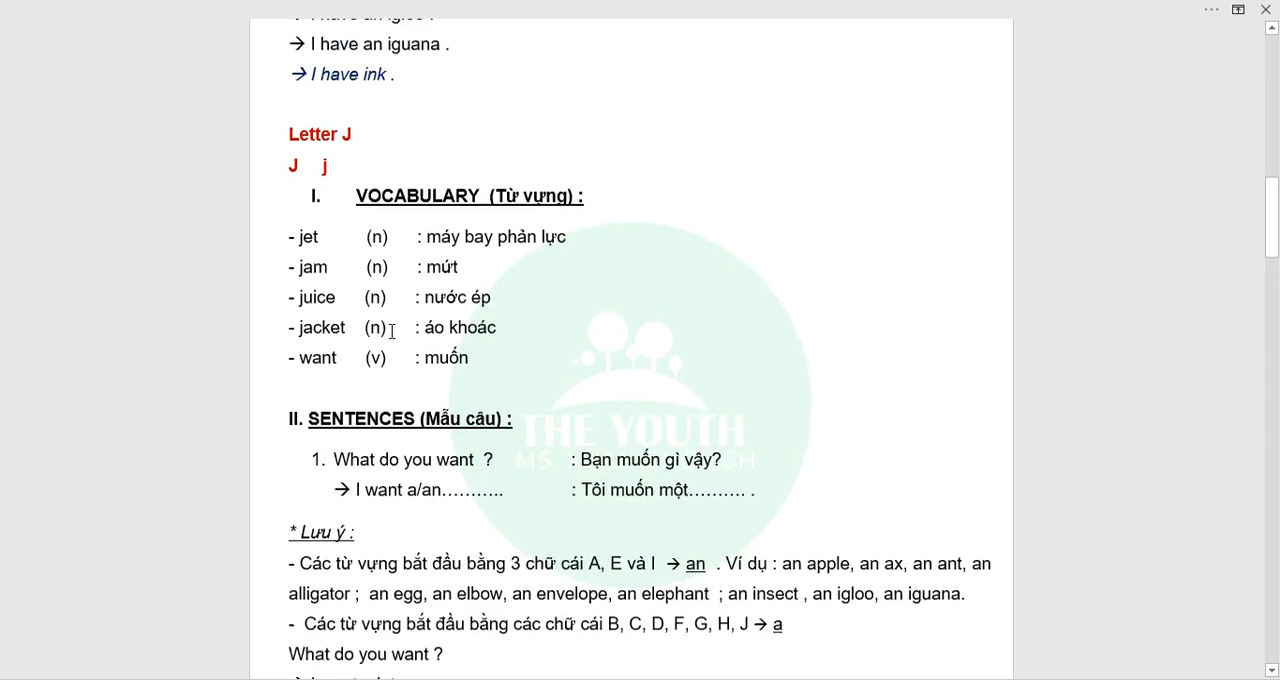 → I have an iguana .
→ I have ink .
Letter J
J j
I. VOCABULARY (Từ vựng) :
- jet (n) : máy bay phản lực
- jam (n) : mứt
- juice (n) : nước ép
- jacket (n) : áo khoác
- want (v) : muốn
II. SENTENCES (Mẫu câu) :
THE YOUTH
1. What do you want ? : Bạn muốn gì vậy?
→ I want a/an……….. : Tôi muốn một………. .
* Lưu ý :
- Các từ vựng bắt đầu bằng 3 chữ cái A, E và I → an . Ví dụ : an apple, an ax, an ant, an
alligator ; an egg, an elbow, an envelope, an elephant ; an insect , an igloo, an iguana.
- Các từ vựng bắt đầu bằng các chữ cái B, C, D, F, G, H, J → a
What do you want ?